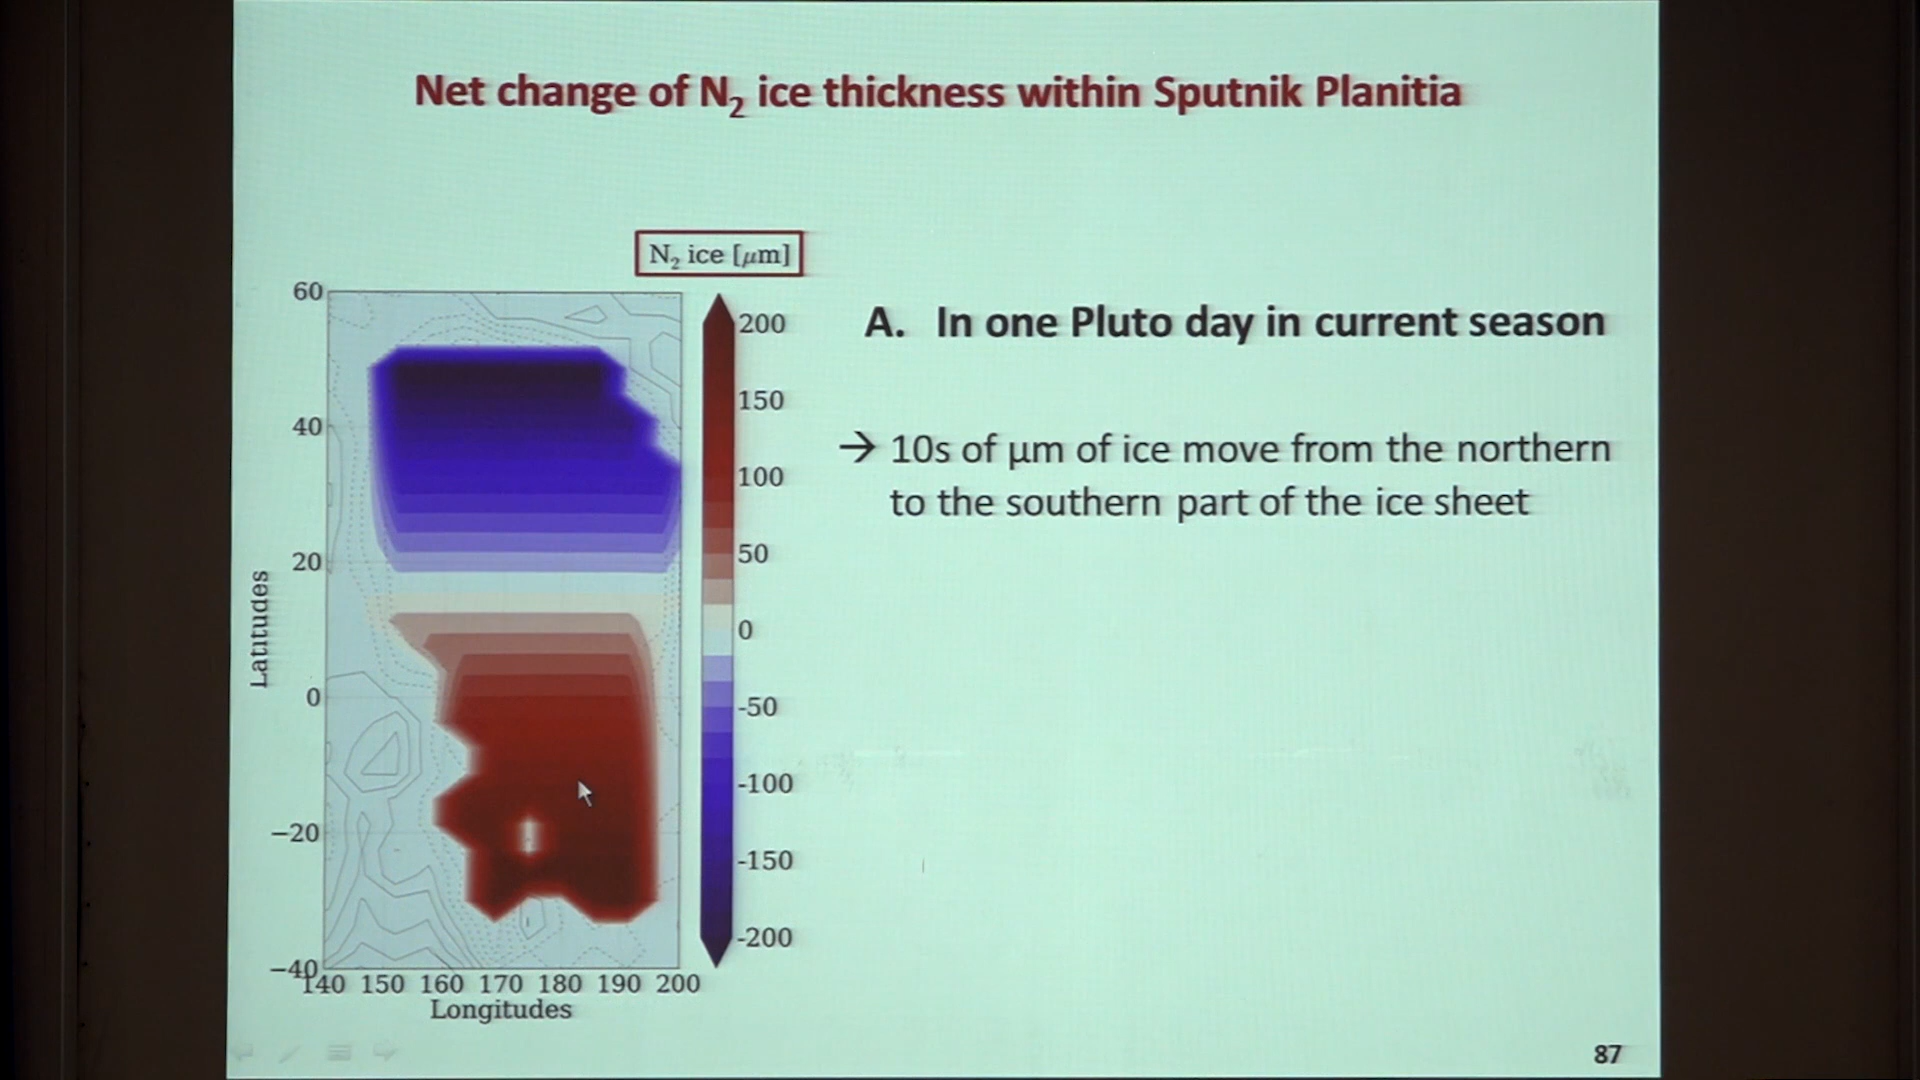 Net change of N₂ ice thickness within Sputnik Planitia
N₂ ice [μm]
A. In one Pluto day in current season
→ 10s of μm of ice move from the northern
to the southern part of the ice sheet
60
40
20
0
−20
−40
Latitudes
140 150 160 170 180 190 200
Longitudes
200
150
100
50
0
-50
-100
-150
-200
87